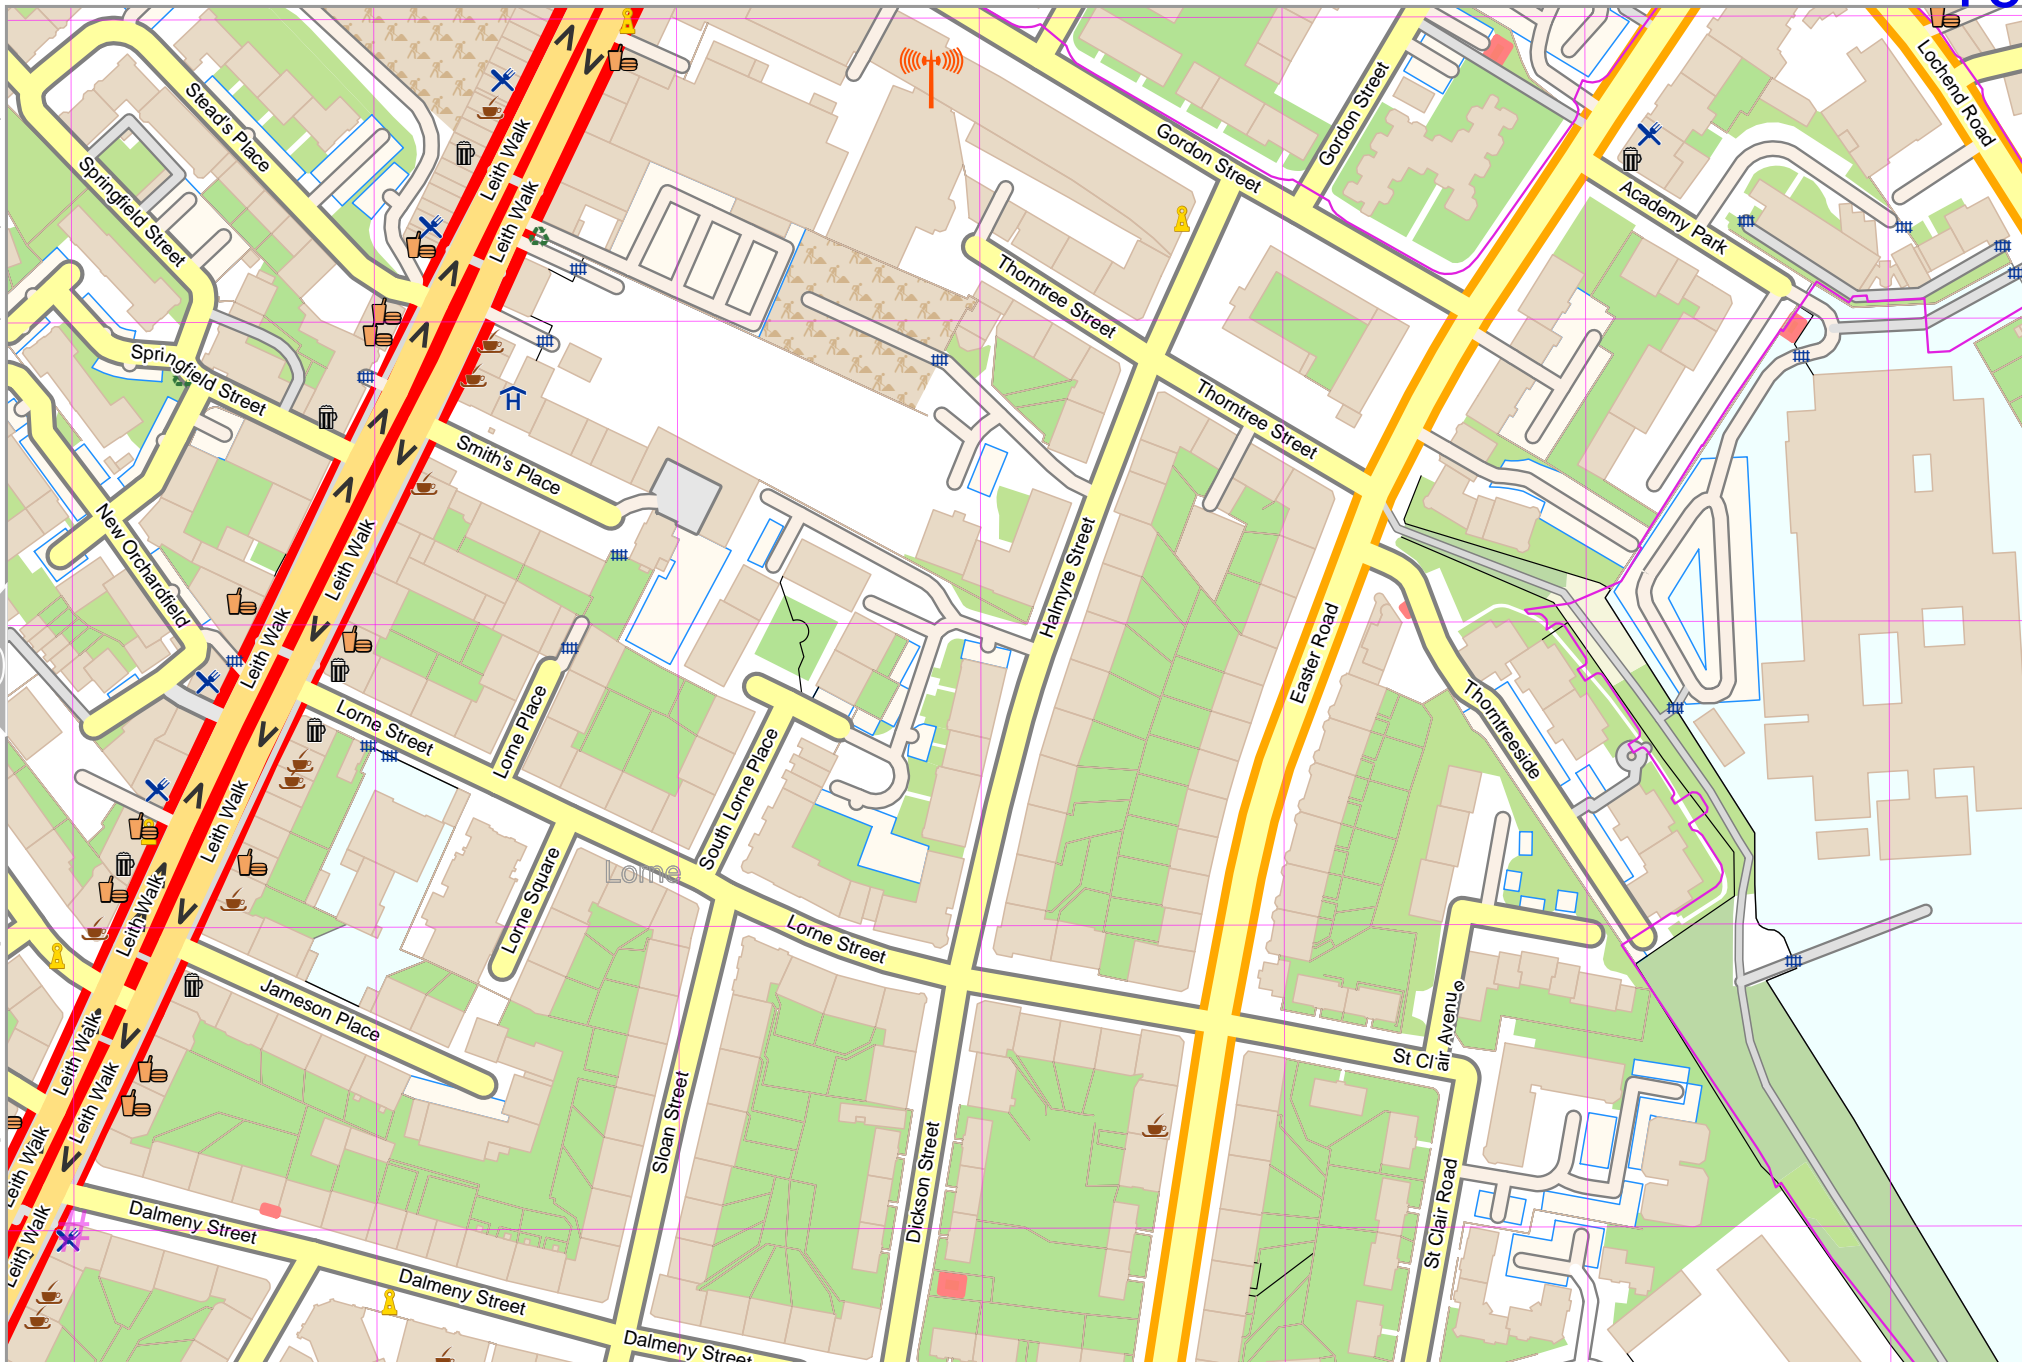 Lochend Road
Stead's Place
Leith Walk
Gordon Street
Gordon Street
Springfield Street
Leith Walk
Academy Park
Thorntree Street
Springfield Street
Thorntree Street
Smith's Place
New Orchardfield
Leith Walk
Halmyre Street
Leith Walk
Easter Road
Lorne Street
Lorne Place
South Lorne Place
Thorntreeside
Leith Walk
Lorne
Lorne Square
Leith Walk
Lorne Street
Jameson Place
Leith Walk
St Clair Avenue
St Cl
Leith Walk
Sloan Street
Dickson Street
Leith Walk
St Clair Road
Dalmeny Street
Leith Walk
Dalmeny Street
Dalmeny Street
H